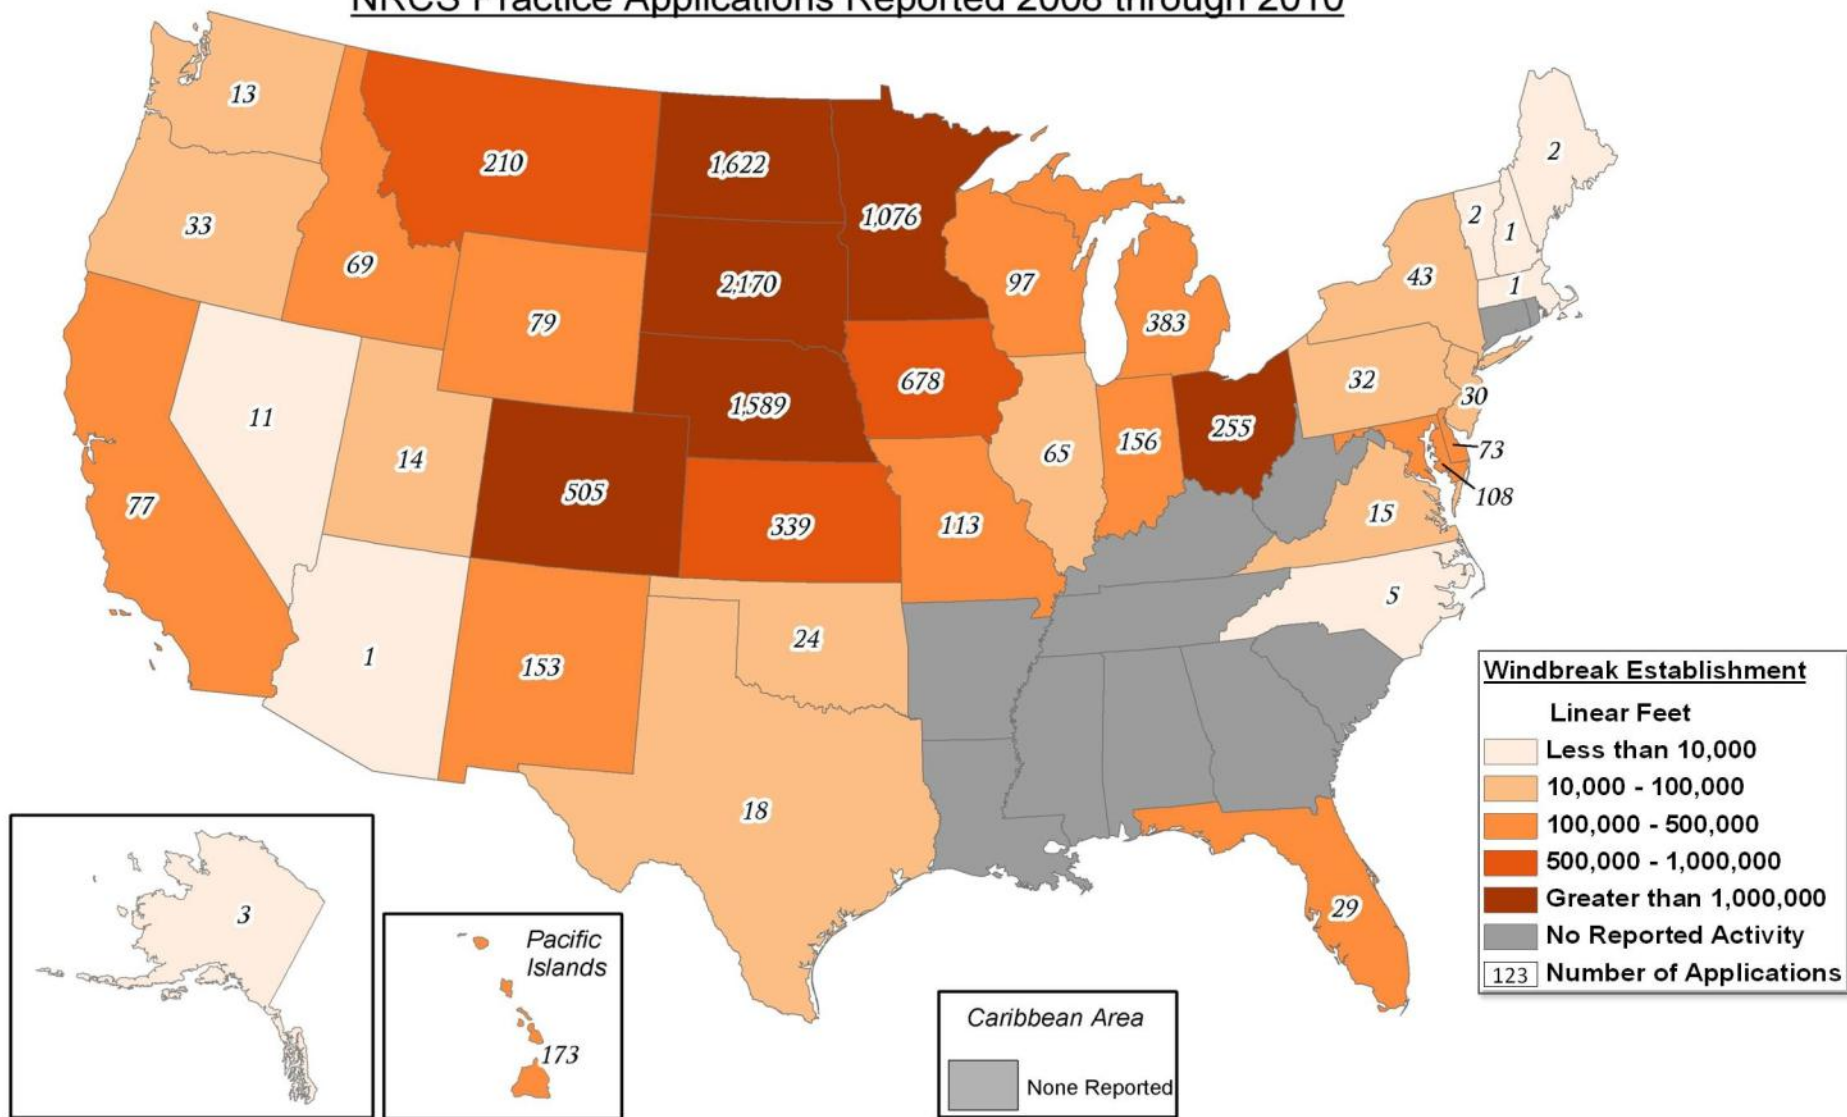 NRCS Practice Applications Reported 2008 through 2010
13
210
1,622
1,076
2
33
69
2
1
43
1
79
2,170
97
383
11
14
1,589
678
32
30
77
505
339
65
156
255
73
108
113
15
5
1
153
24
18
29
Windbreak Establishment
Linear Feet
Less than 10,000
10,000 - 100,000
100,000 - 500,000
500,000 - 1,000,000
Greater than 1,000,000
No Reported Activity
123 Number of Applications
3
Pacific
Islands
173
Caribbean Area
None Reported